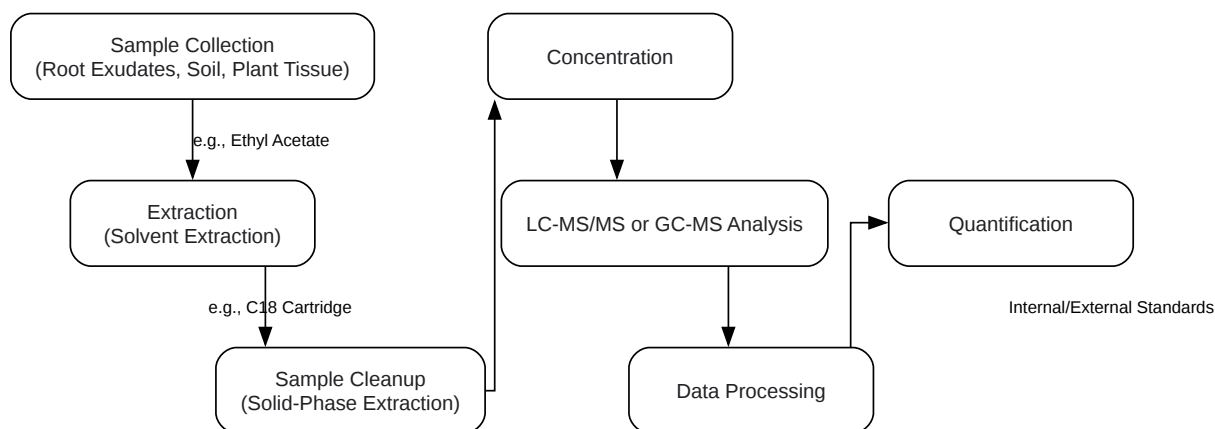 Sample Collection
(Root Exudates, Soil, Plant Tissue)
e.g., Ethyl Acetate
Extraction
(Solvent Extraction)
e.g., C18 Cartridge
Sample Cleanup
(Solid-Phase Extraction)
Concentration
LC-MS/MS or GC-MS Analysis
Data Processing
Quantification
Internal/External Standards